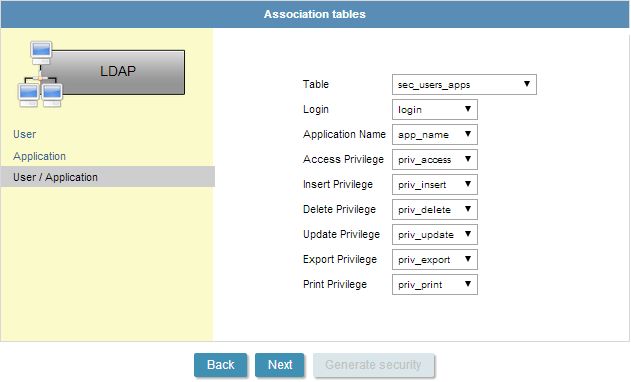 Association tables
LDAP
User
Application
User / Application
Table sec_users_apps
Login login
Application Name app_name
Access Privilege priv_access
Insert Privilege priv_insert
Delete Privilege priv_delete
Update Privilege priv_update
Export Privilege priv_export
Print Privilege priv_print
Back Next Generate security